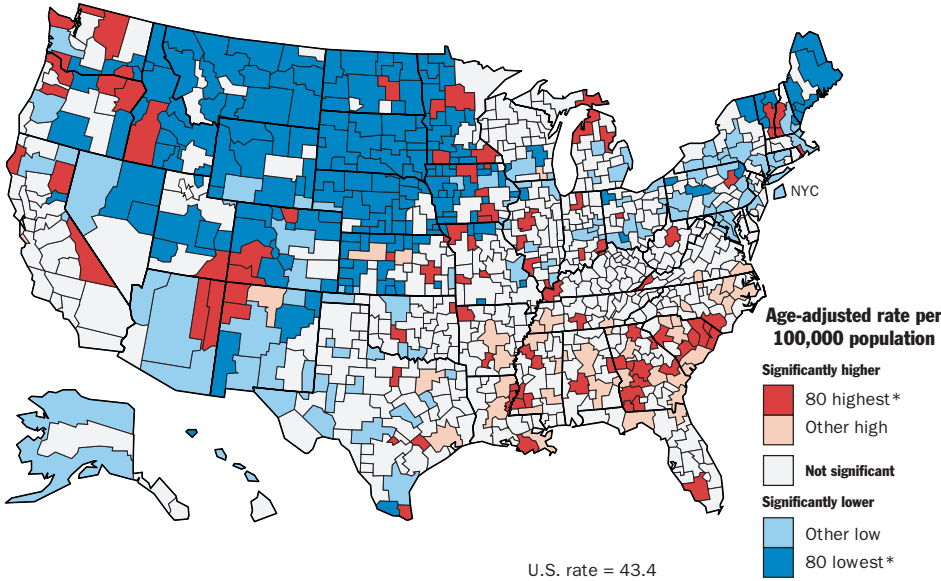 NYC
Age-adjusted rate per
100,000 population
Significantly higher
80 highest*
Other high
Not significant
Significantly lower
Other low
80 lowest*
U.S. rate = 43.4